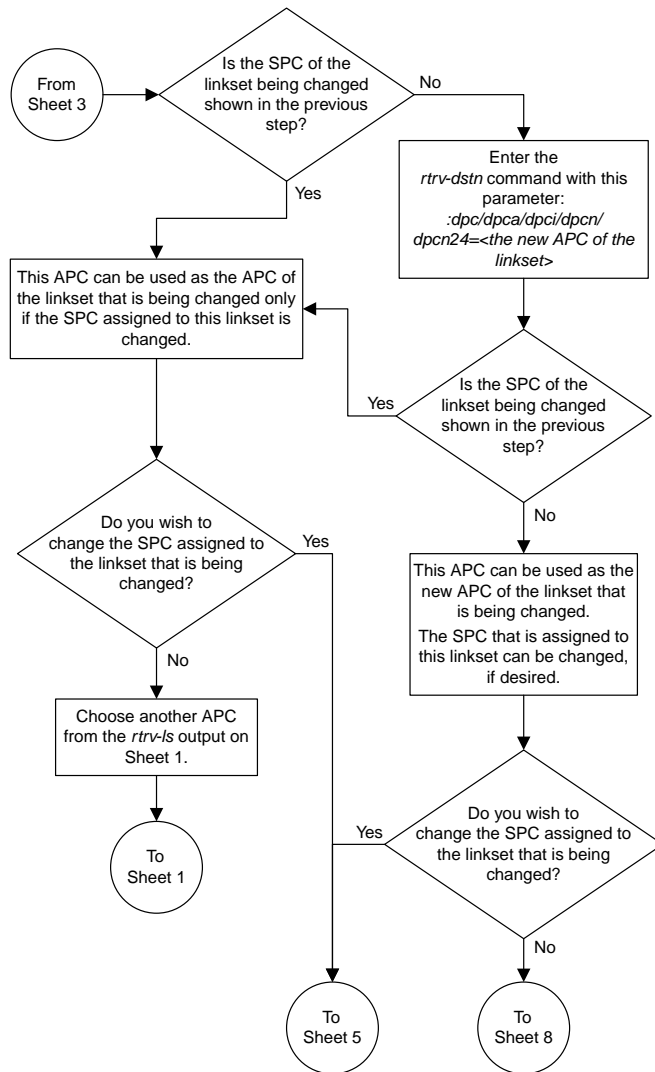 From
Sheet 3
Is the SPC of the
linkset being changed
shown in the previous
step?
No
Yes
Enter the
rtrv-dstn command with this
parameter:
:dpc/dpca/dpci/dpcn/
dpcn24=<the new APC of the
linkset>
This APC can be used as the APC of
the linkset that is being changed only
if the SPC assigned to this linkset is
changed.
Is the SPC of the
linkset being changed
shown in the previous
step?
Yes
No
Do you wish to
change the SPC assigned to
the linkset that is being
changed?
Yes
No
This APC can be used as the
new APC of the linkset that
is being changed.
The SPC that is assigned to
this linkset can be changed,
if desired.
Choose another APC
from the rtrv-ls output on
Sheet 1.
To
Sheet 1
Do you wish to
change the SPC assigned to
the linkset that is being
changed?
Yes
No
To
Sheet 5
To
Sheet 8